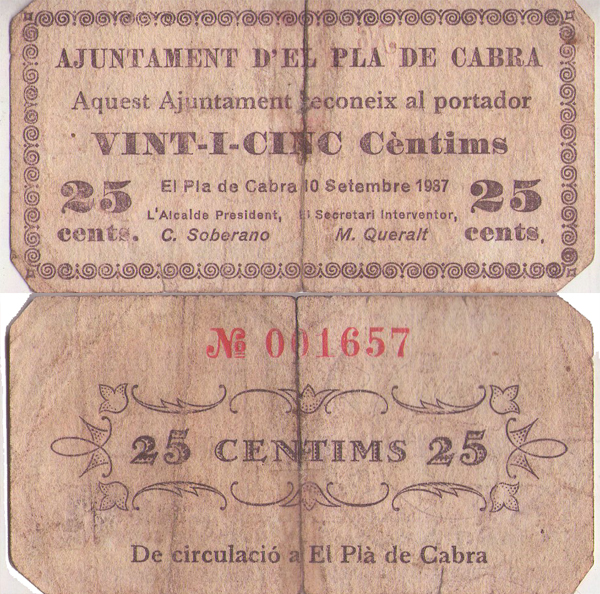 AJUNTAMENT D'EL PLA DE CABRA
Aquest Ajuntament reconeix al portador
VINT-I-CINC Cèntims
25 cents. El Pla de Cabra 10 Setembre 1937 25 cents.
L'Alcalde President, El Secretari Interventor,
C. Soberano M. Queralt
№ 001657
25 CENTIMS 25
De circulació a El Plà de Cabra